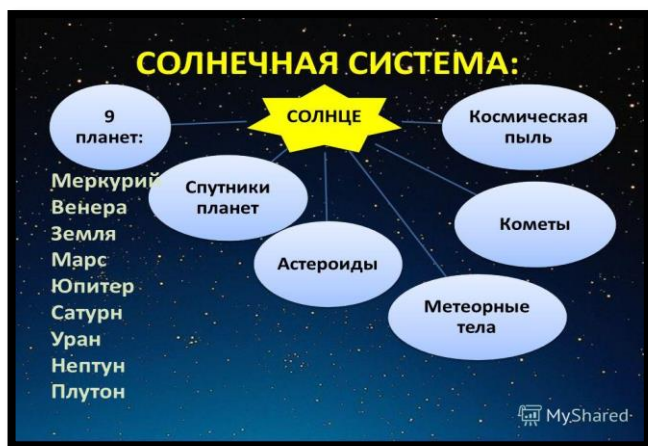 СОЛНЕЧНАЯ СИСТЕМА:
СОЛНЦЕ
9
планет:
Меркурий
Венера
Земля
Марс
Юпитер
Сатурн
Уран
Нептун
Плутон
Спутники
планет
Астероиды
Метеорные
тела
Кометы
Космическая
пыль
MyShared